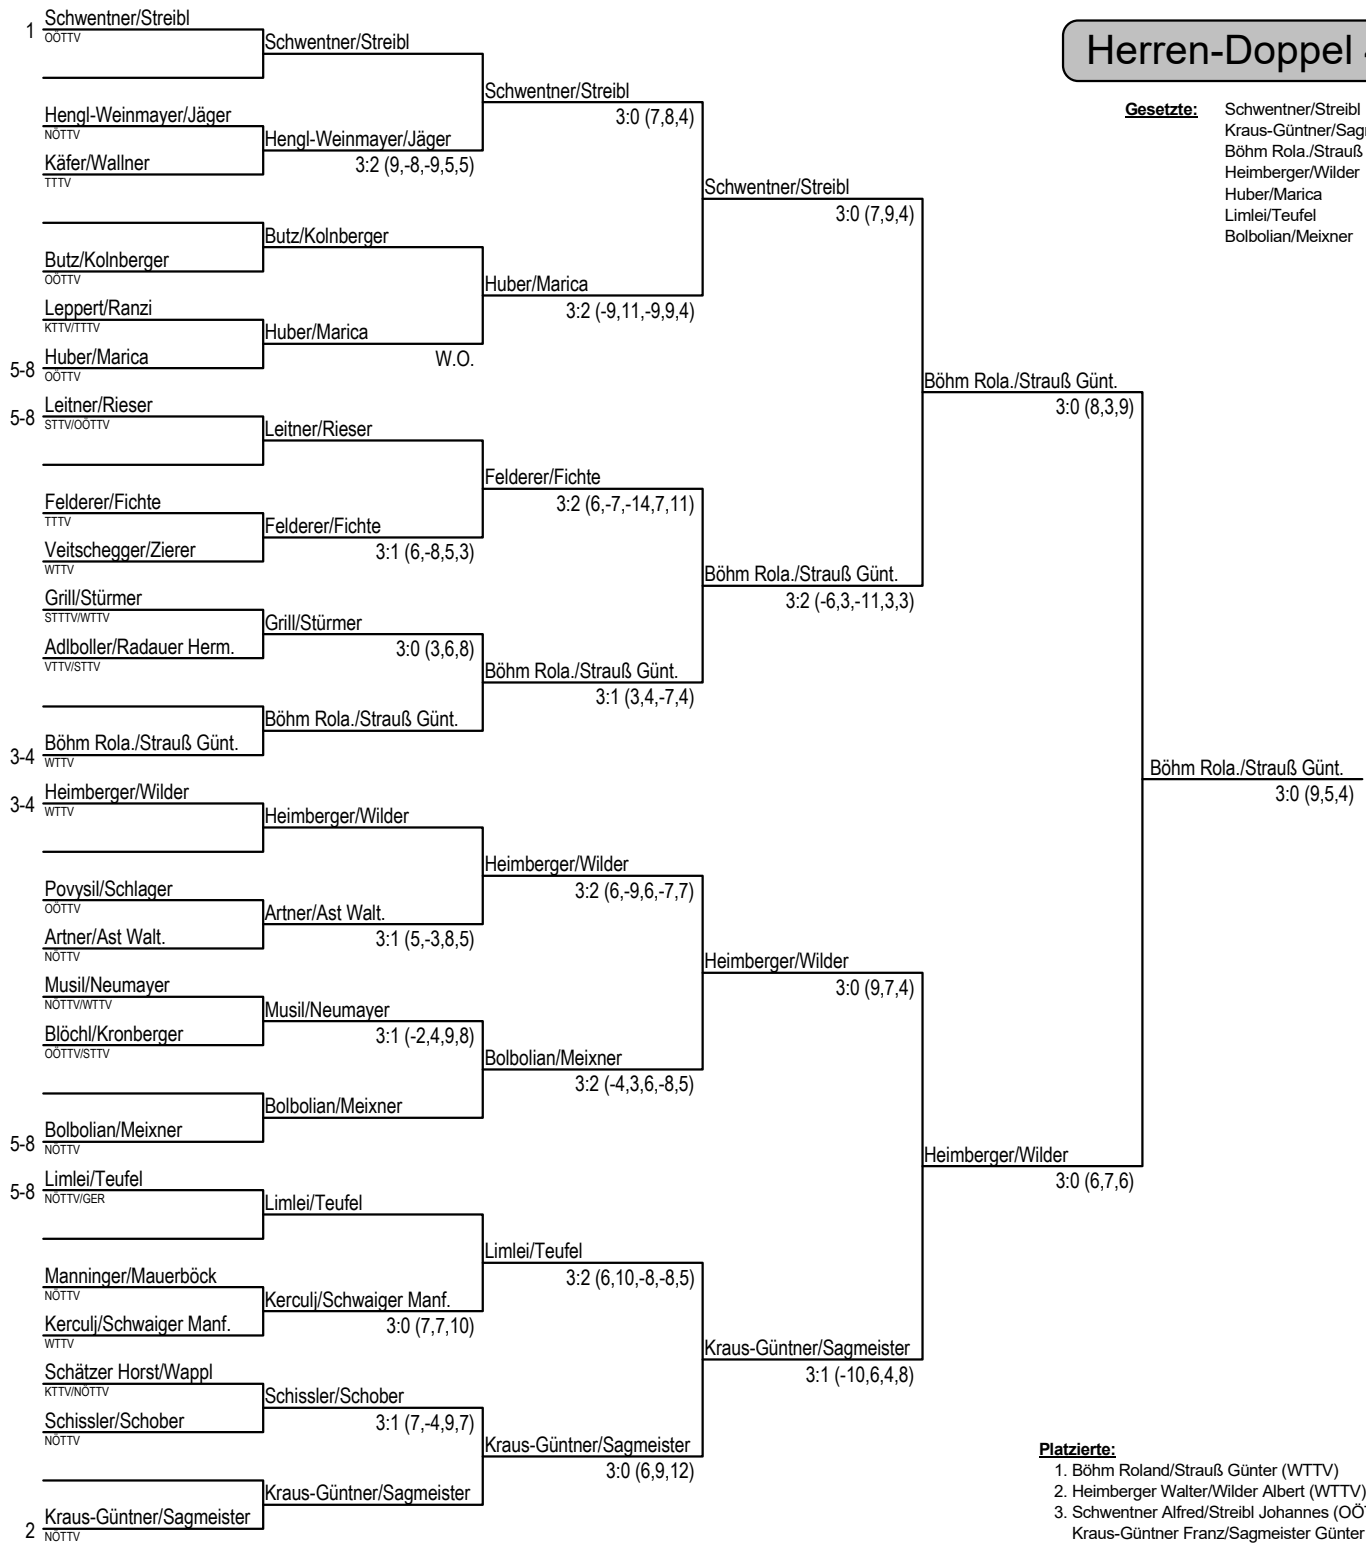 Herren-Doppel
Gesetzte: Schwentner/Streibl
Kraus-Güntner/Sag
Böhm Rola./Strauß
Heimberger/Wilder
Huber/Marica
Limlei/Teufel
Bolbolian/Meixner
1 Schwentner/Streibl
OÖTTV
Schwentner/Streibl
Schwentner/Streibl
3:0 (7,8,4)
Hengl-Weinmayer/Jäger
NÖTTV
Hengl-Weinmayer/Jäger
3:2 (9,-8,-9,5,5)
Käfer/Wallner
TTTV
Schwentner/Streibl
3:0 (7,9,4)
Butz/Kolnberger
Butz/Kolnberger
OÖTTV
Huber/Marica
3:2 (-9,11,-9,9,4)
Leppert/Ranzi
KTTV/TTTV
Huber/Marica
W.O.
5-8 Huber/Marica
OÖTTV
Böhm Rola./Strauß Günt.
3:0 (8,3,9)
5-8 Leitner/Rieser
STTV/OÖTTV
Leitner/Rieser
Felderer/Fichte
3:2 (6,-7,-14,7,11)
Felderer/Fichte
TTTV
Felderer/Fichte
3:1 (6,-8,5,3)
Veitschegger/Zierer
WTTV
Böhm Rola./Strauß Günt.
3:2 (-6,3,-11,3,3)
Grill/Stürmer
STTTV/WTTV
Grill/Stürmer
3:0 (3,6,8)
Adlboller/Radauer Herm.
VTTV/STTV
Böhm Rola./Strauß Günt.
3:1 (3,4,-7,4)
Böhm Rola./Strauß Günt.
3-4 Böhm Rola./Strauß Günt.
WTTV
Böhm Rola./Strauß Günt.
3:0 (9,5,4)
3-4 Heimberger/Wilder
WTTV
Heimberger/Wilder
Heimberger/Wilder
3:2 (6,-9,6,-7,7)
Povysil/Schlager
OÖTTV
Artner/Ast Walt.
3:1 (5,-3,8,5)
Artner/Ast Walt.
NÖTTV
Heimberger/Wilder
3:0 (9,7,4)
Musil/Neumayer
NÖTTV/WTTV
Musil/Neumayer
3:1 (-2,4,9,8)
Blöchl/Kronberger
OÖTTV/STTV
Bolbolian/Meixner
3:2 (-4,3,6,-8,5)
Bolbolian/Meixner
5-8 Bolbolian/Meixner
NÖTTV
Heimberger/Wilder
3:0 (6,7,6)
5-8 Limlei/Teufel
NÖTTV/GER
Limlei/Teufel
Limlei/Teufel
3:2 (6,10,-8,-8,5)
Manninger/Mauerböck
NÖTTV
Kerculj/Schwaiger Manf.
3:0 (7,7,10)
Kerculj/Schwaiger Manf.
WTTV
Kraus-Güntner/Sagmeister
3:1 (-10,6,4,8)
Schätzer Horst/Wappl
KTTV/NÖTTV
Schissler/Schober
3:1 (7,-4,9,7)
Schissler/Schober
NÖTTV
Kraus-Güntner/Sagmeister
3:0 (6,9,12)
Kraus-Güntner/Sagmeister
2 Kraus-Güntner/Sagmeister
NÖTTV
Platzierte:
1. Böhm Roland/Strauß Günter (WTTV)
2. Heimberger Walter/Wilder Albert (WTTV)
3. Schwentner Alfred/Streibl Johannes (OÖ
Kraus-Güntner Franz/Sagmeister Günter